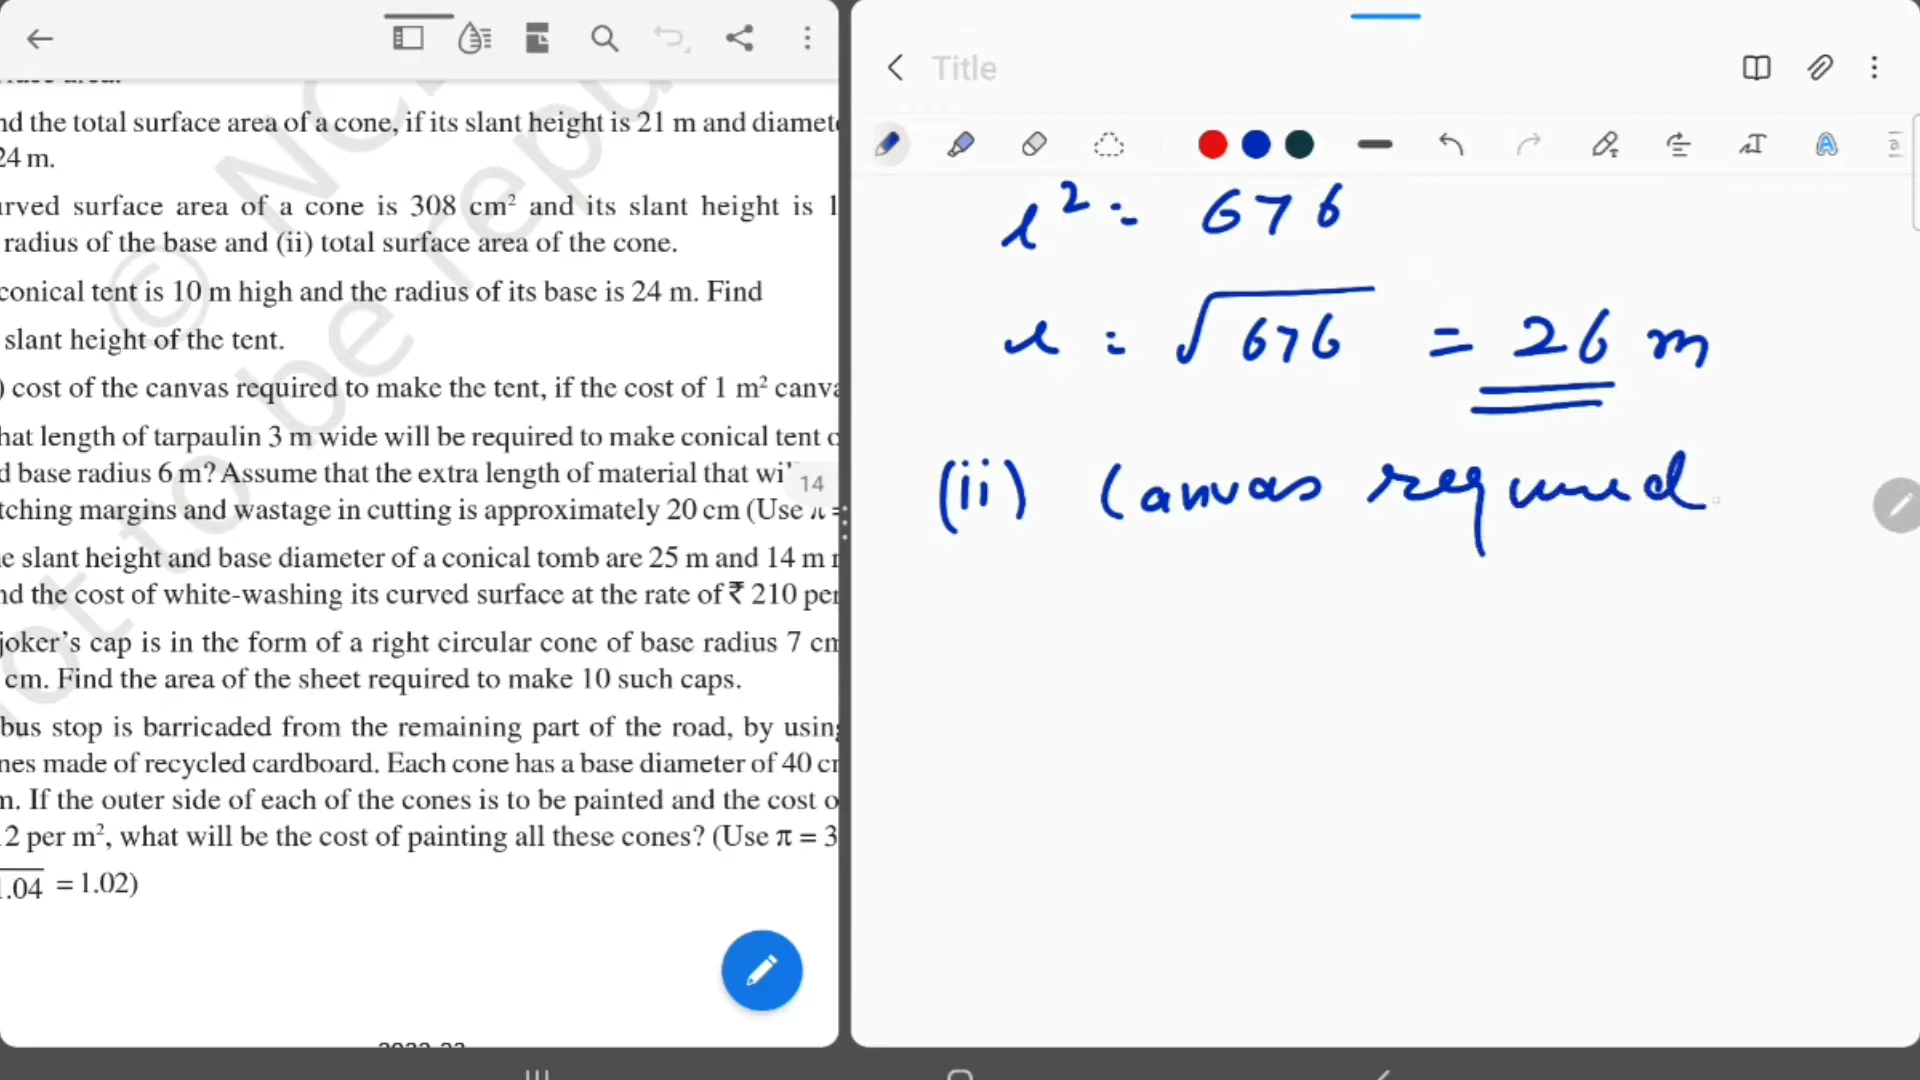 nd the total surface area of a cone, if its slant height is 21 m and diamet
24 m.
rved surface area of a cone is 308 cm² and its slant height is 1
radius of the base and (ii) total surface area of the cone.
conical tent is 10 m high and the radius of its base is 24 m. Find
slant height of the tent.
) cost of the canvas required to make the tent, if the cost of 1 m² canva
hat length of tarpaulin 3 m wide will be required to make conical tent o
d base radius 6 m? Assume that the extra length of material that wi
tching margins and wastage in cutting is approximately 20 cm (Use π =
e slant height and base diameter of a conical tomb are 25 m and 14 m r
nd the cost of white-washing its curved surface at the rate of ₹ 210 per
joker's cap is in the form of a right circular cone of base radius 7 cm
cm. Find the area of the sheet required to make 10 such caps.
bus stop is barricaded from the remaining part of the road, by using
nes made of recycled cardboard. Each cone has a base diameter of 40 cm
m. If the outer side of each of the cones is to be painted and the cost o
12 per m², what will be the cost of painting all these cones? (Use π = 3
1.04 = 1.02)
14
© NC
not to be repu
Title
l² = 676
l = √676 = 26 m
(ii) Canvas required